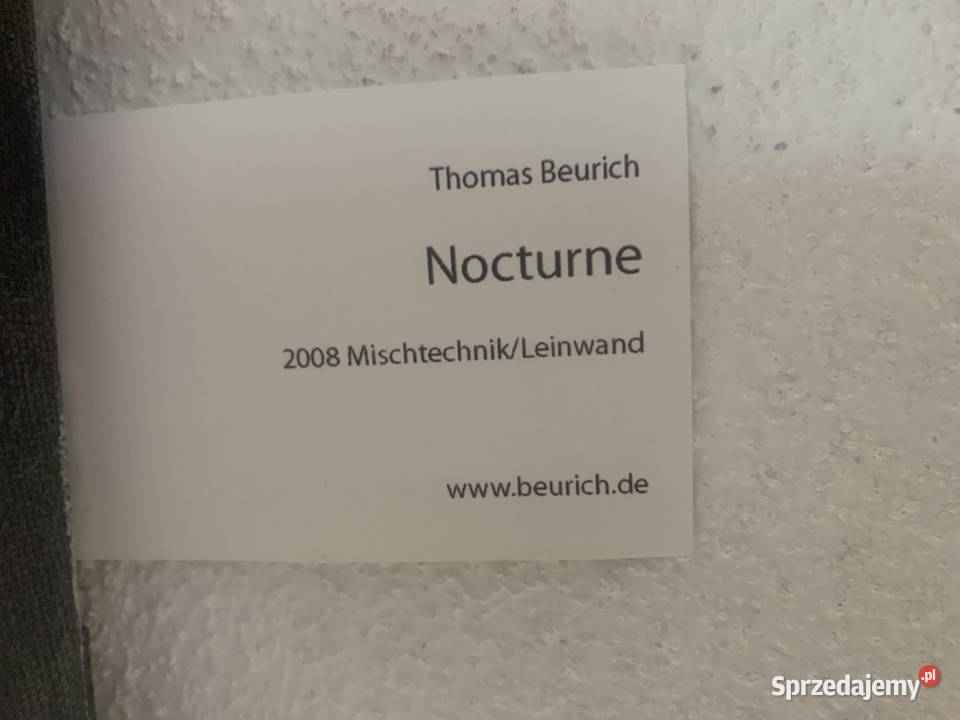 Thomas Beurich
Nocturne
2008 Mischtechnik/Leinwand
www.beurich.de
Sprzedajemy.pl